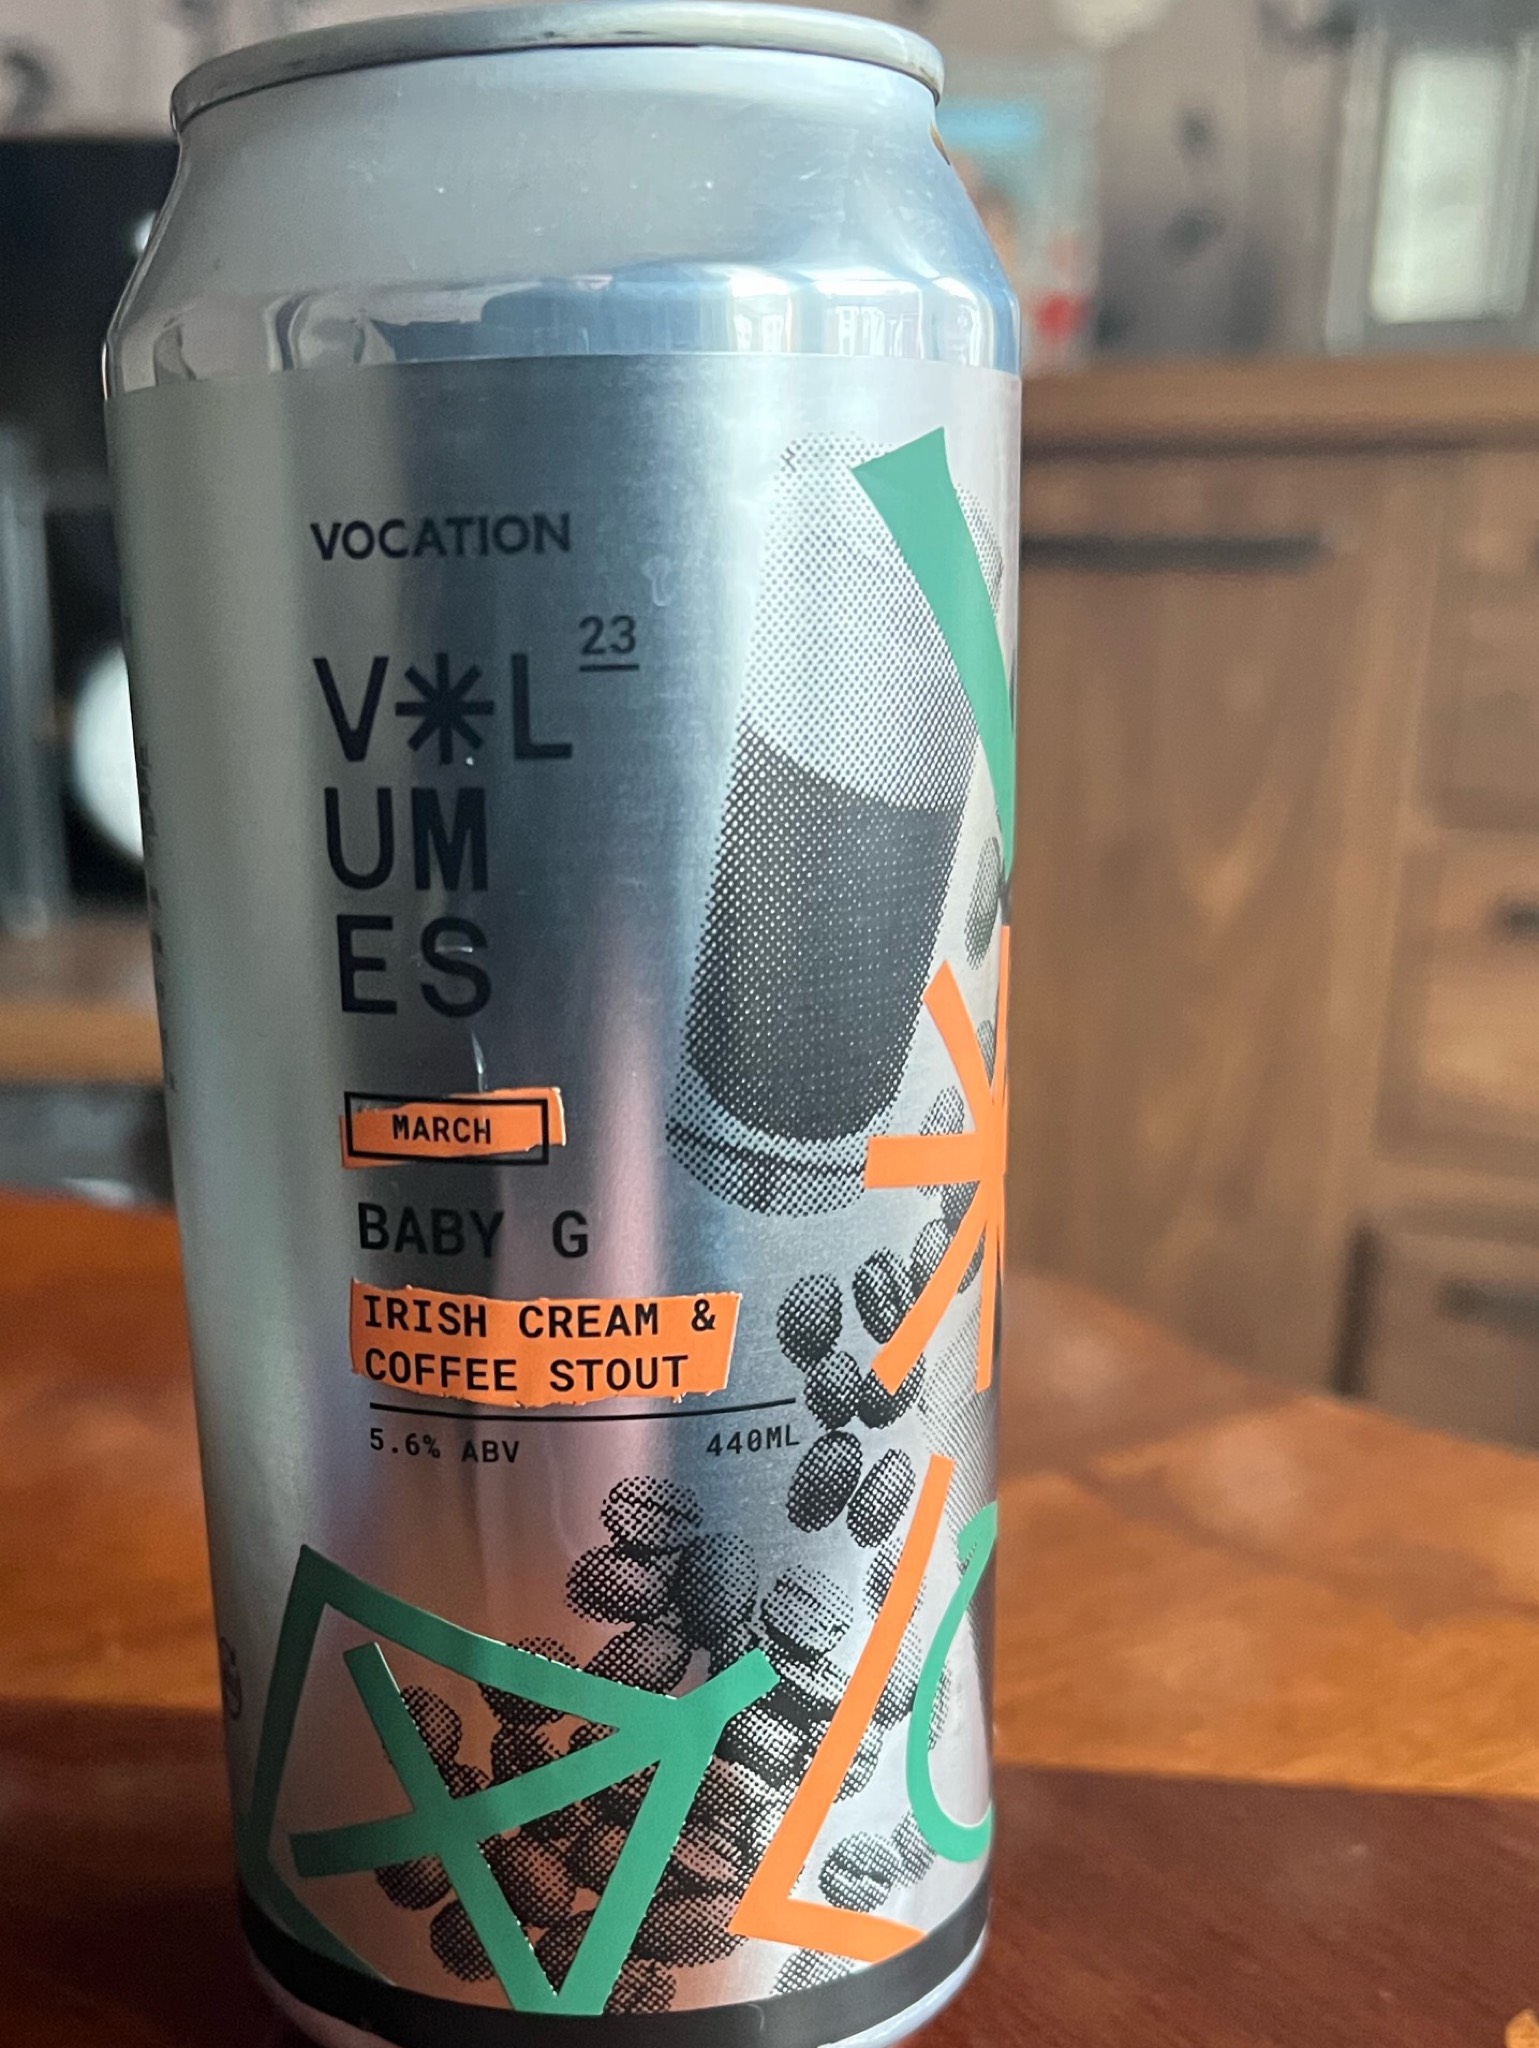 VOCATION
V*L 23
UM
ES
MARCH
BABY G
IRISH CREAM &
COFFEE STOUT
5.6% ABV 440ML